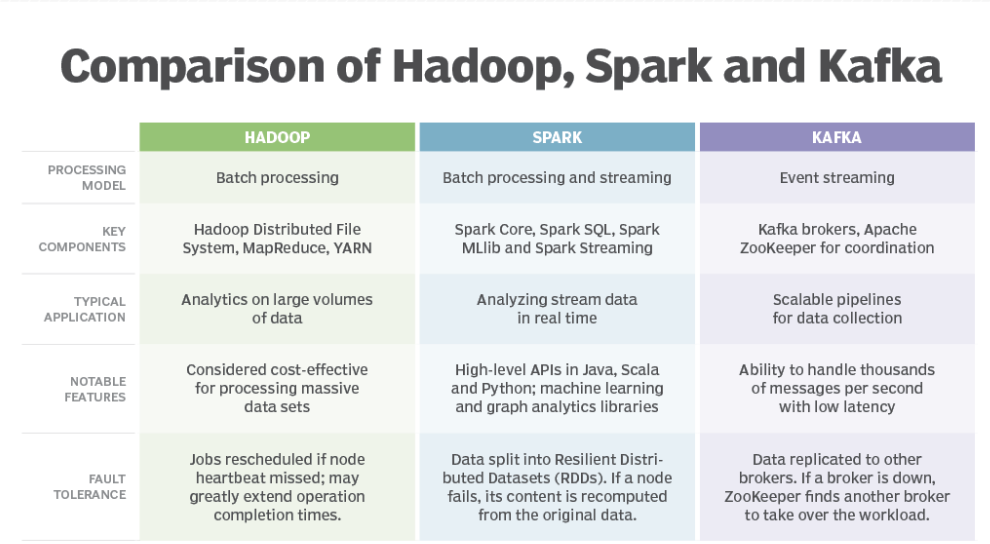 Comparison of Hadoop, Spark and Kafka
HADOOP
SPARK
KAFKA
PROCESSING
MODEL
Batch processing
Batch processing and streaming
Event streaming
KEY
COMPONENTS
Hadoop Distributed File
System, MapReduce, YARN
Spark Core, Spark SQL, Spark
MLlib and Spark Streaming
Kafka brokers, Apache
ZooKeeper for coordination
TYPICAL
APPLICATION
Analytics on large volumes
of data
Analyzing stream data
in real time
Scalable pipelines
for data collection
NOTABLE
FEATURES
Considered cost-effective
for processing massive
data sets
High-level APIs in Java, Scala
and Python; machine learning
and graph analytics libraries
Ability to handle thousands
of messages per second
with low latency
FAULT
TOLERANCE
Jobs rescheduled if node
heartbeat missed; may
greatly extend operation
completion times.
Data split into Resilient Distri-
buted Datasets (RDDs). If a node
fails, its content is recomputed
from the original data.
Data replicated to other
brokers. If a broker is down,
ZooKeeper finds another broker
to take over the workload.